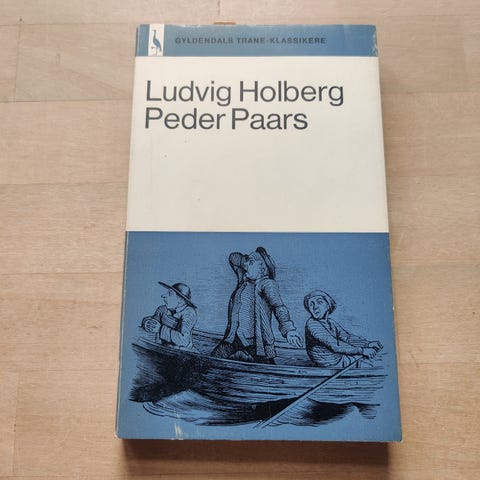 GYLDENDALS TRANE-KLASSIKERE
Ludvig Holberg
Peder Paars